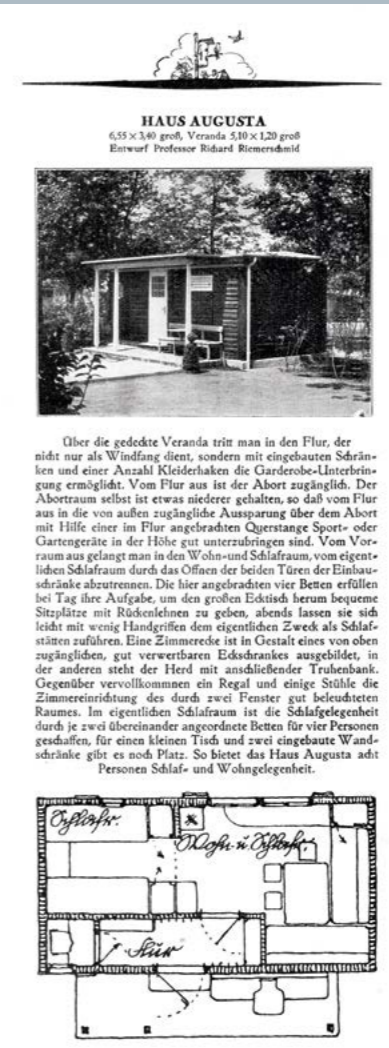 HAUS AUGUSTA
6,55 × 3,40 groß, Veranda 5,10 × 1,20 groß
Entwurf Professor Richard Riemerschmid
Über die gedeckte Veranda tritt man in den Flur, der
nicht nur als Windfang dient, sondern mit eingebauten Schrän-
ken und einer Anzahl Kleiderhaken die Garderobe-Unterbrin-
gung ermöglicht. Vom Flur aus ist der Abort zugänglich. Der
Abortraum selbst ist etwas niederer gehalten, so daß vom Flur
aus in die von außen zugängliche Aussparung über dem Abort
mit Hilfe einer im Flur angebrachten Querstange Sport- oder
Gartengeräte in der Höhe gut unterzubringen sind. Vom Vor-
raum aus gelangt man in den Wohn- und Schlafraum, vom eigent-
lichen Schlafraum durch das Öffnen der beiden Türen der Einbau-
schränke abzutrennen. Die hier angebrachten vier Betten erfüllen
bei Tag ihre Aufgabe, um den großen Ecktisch herum bequeme
Sitzplätze mit Rückenlehnen zu geben, abends lassen sie sich
leicht mit wenig Handgriffen dem eigentlichen Zweck als Schlaf-
stätten zuführen. Eine Zimmerecke ist in Gestalt eines von oben
zugänglichen, gut verwertbaren Eckschrankes ausgebildet, in
der anderen steht der Herd mit anschließender Truhenbank.
Gegenüber vervollkommnen ein Regal und einige Stühle die
Zimmereinrichtung des durch zwei Fenster gut beleuchteten
Raumes. Im eigentlichen Schlafraum ist die Schlafgelegenheit
durch je zwei übereinander angeordnete Betten für vier Personen
geschaffen, für einen kleinen Tisch und zwei eingebaute Wand-
schränke gibt es noch Platz. So bietet das Haus Augusta acht
Personen Schlaf- und Wohngelegenheit.
Schlafr.
Wohn u. Schlafr.
Flur